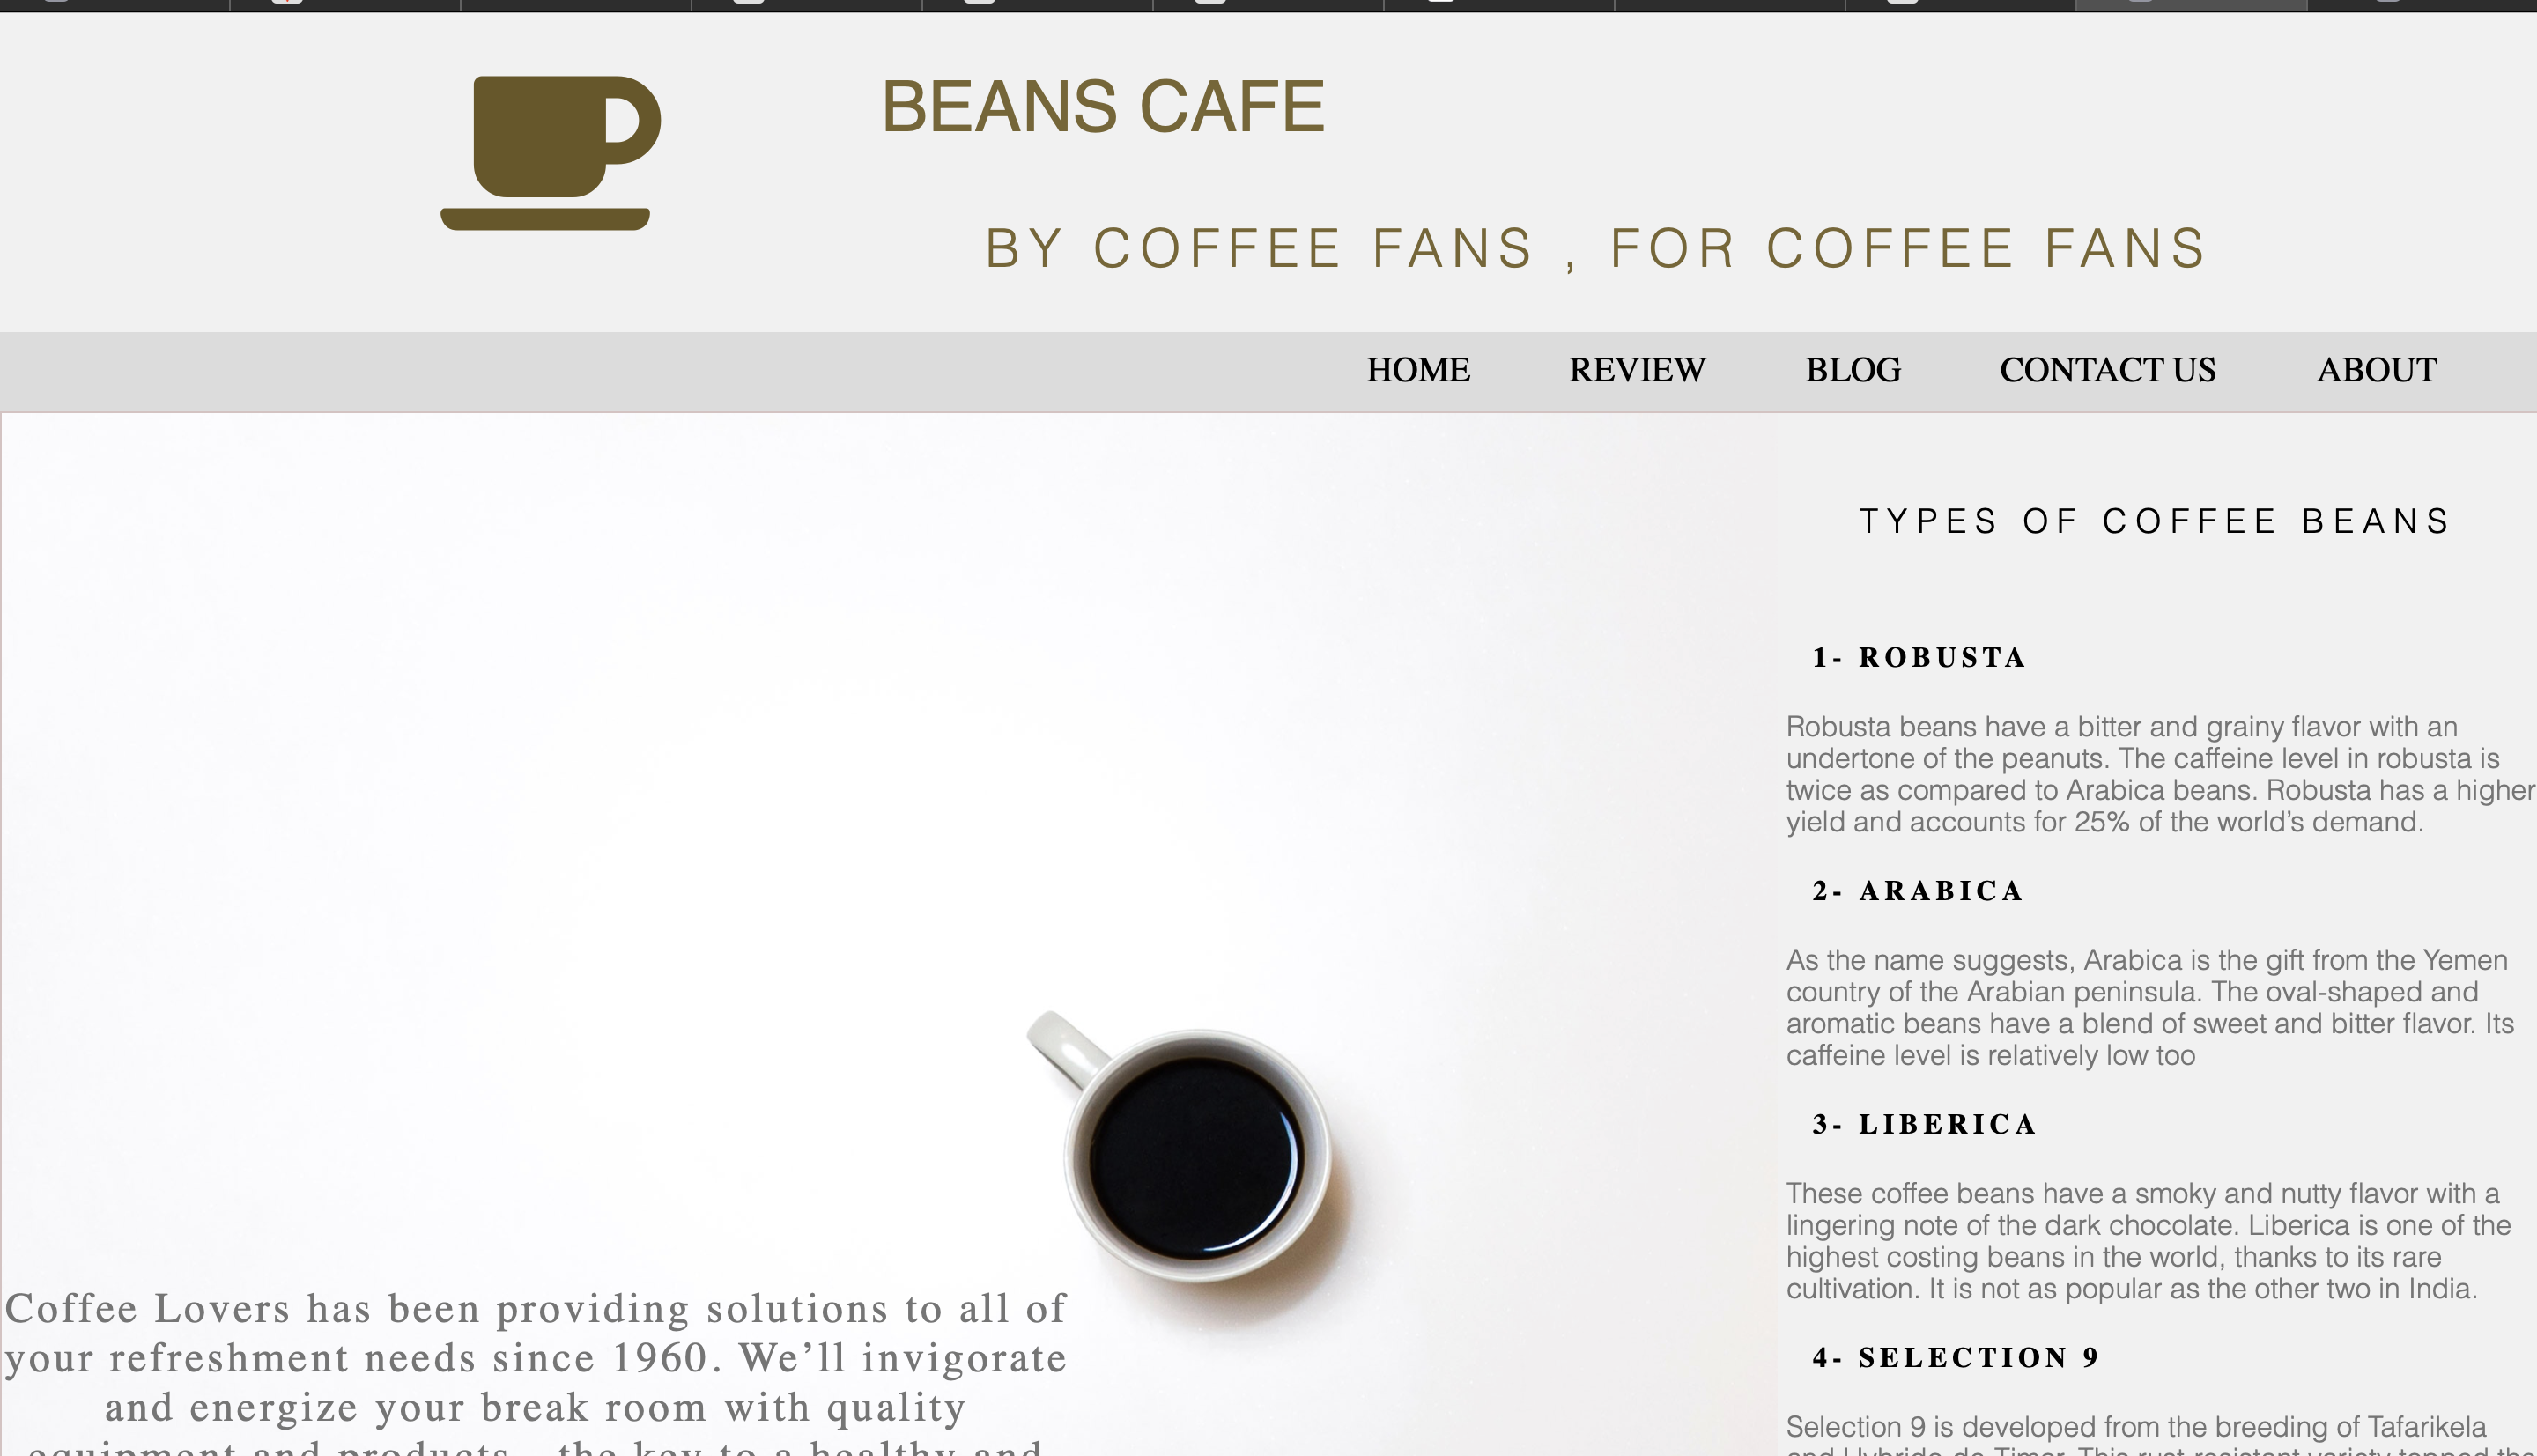 BEANS CAFE
BY COFFEE FANS , FOR COFFEE FANS
HOME REVIEW BLOG CONTACT US ABOUT
TYPES OF COFFEE BEANS
1- ROBUSTA
Robusta beans have a bitter and grainy flavor with an
undertone of the peanuts. The caffeine level in robusta is
twice as compared to Arabica beans. Robusta has a higher
yield and accounts for 25% of the world’s demand.
2- ARABICA
As the name suggests, Arabica is the gift from the Yemen
country of the Arabian peninsula. The oval-shaped and
aromatic beans have a blend of sweet and bitter flavor. Its
caffeine level is relatively low too
3- LIBERICA
These coffee beans have a smoky and nutty flavor with a
lingering note of the dark chocolate. Liberica is one of the
highest costing beans in the world, thanks to its rare
cultivation. It is not as popular as the other two in India.
4- SELECTION 9
Selection 9 is developed from the breeding of Tafarikela
Coffee Lovers has been providing solutions to all of
your refreshment needs since 1960. We’ll invigorate
and energize your break room with quality
equipment and products – the key to a healthy and